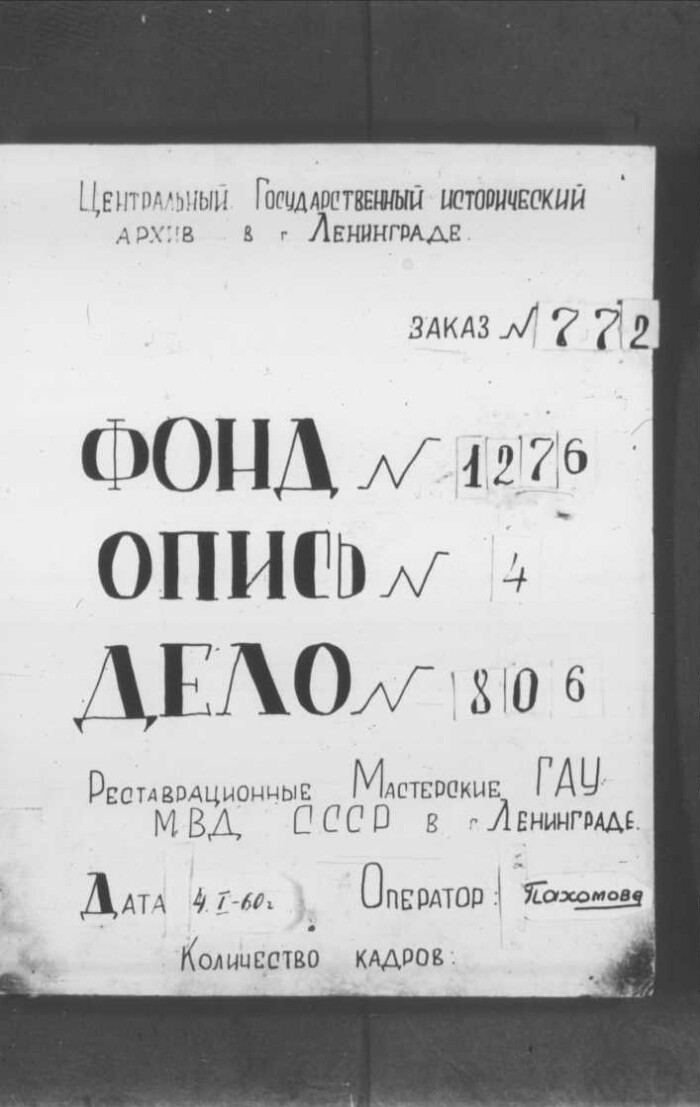 Центральный Государственный исторический
архив в г Ленинграде.
заказ № 772
ФОНД № 1276
ОПИСЬ № 4
ДЕЛО № 806
Реставрационные Мастерские ГАУ
МВД СССР в г. Ленинграде.
Дата 4.I-60г Оператор: Пахомова
Количество кадров: